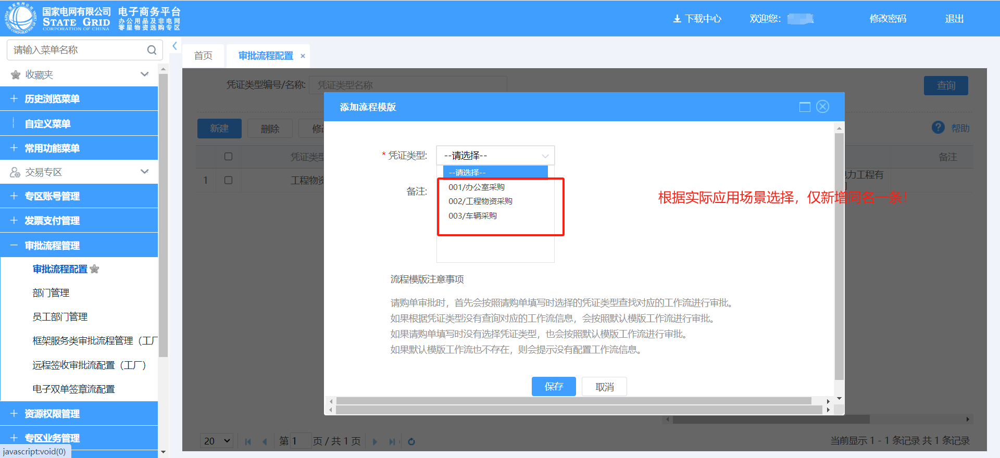 国家电网有限公司
STATE GRID
CORPORATION OF CHINA
电子商务平台
办公用品及非电网
零星物资选购专区
下载中心
欢迎您:
修改密码
退出
请输入菜单名称
收藏夹
历史浏览菜单
自定义菜单
常用功能菜单
交易专区
专区账号管理
发票支付管理
审批流程管理
审批流程配置
部门管理
员工部门管理
框架服务类审批流程管理（工厂
远程签收审批流配置（工厂）
电子双单签章流配置
资源权限管理
专区业务管理
javascript:void(0)
首页
审批流程配置 ×
凭证类型编号/名称: 凭证类型名称
查询
新建
删除
帮助
凭证类型
备注
1
工程物资
力工程有
添加流程模版
* 凭证类型: --请选择--
--请选择--
001/办公室采购
002/工程物资采购
003/车辆采购
备注:
根据实际应用场景选择，仅新增同名一条！
流程模版注意事项
请购单审批时，首先会按照请购单填写时选择的凭证类型查找对应的工作流进行审批。
如果根据凭证类型没有查询对应的工作流信息，会按照默认模版工作流进行审批。
如果请购单填写时没有选择凭证类型，也会按照默认模版工作流进行审批。
如果默认模版工作流也不存在，则会提示没有配置工作流信息。
保存
取消
20
第 1 页 / 共 1 页
当前显示 1 - 1 条记录 共 1 条记录